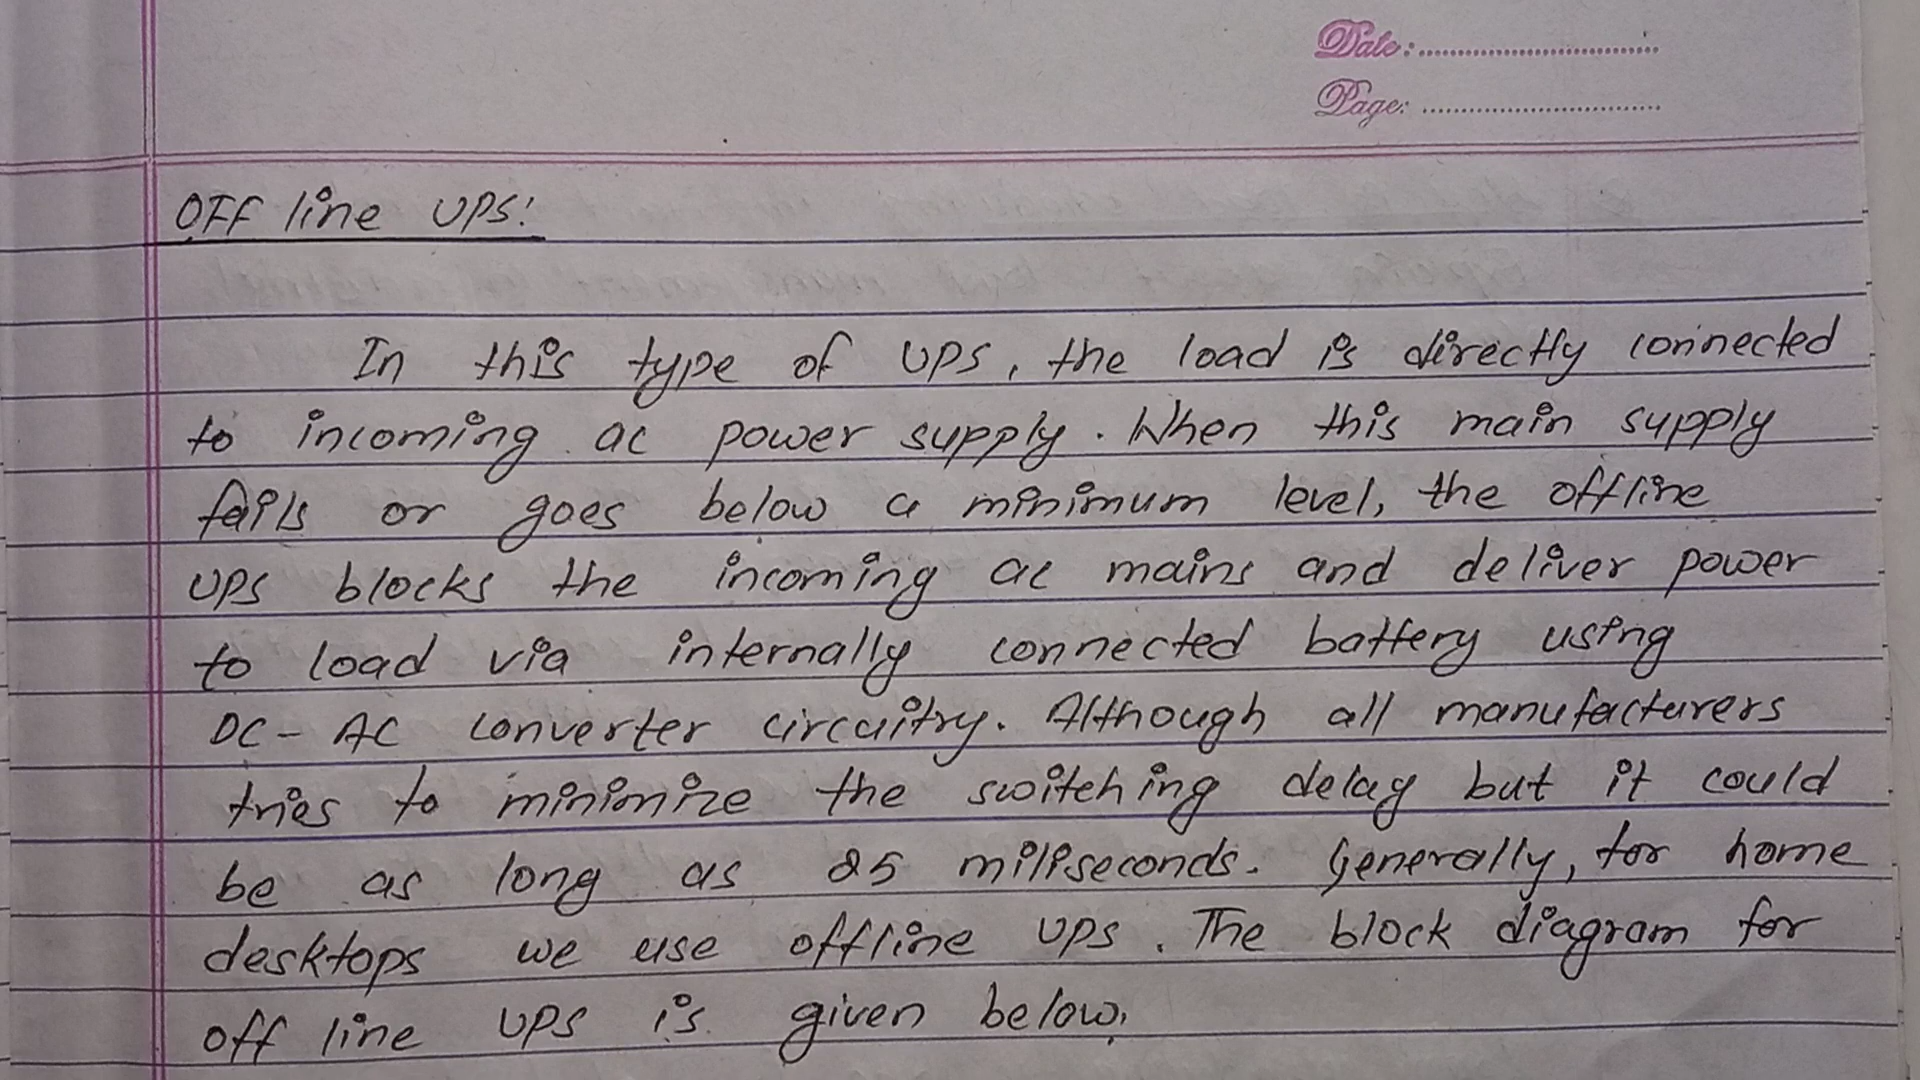 Date:
Page:
OFF line UPS:
In this type of UPS, the load is directly connected
to incoming ac power supply. When this main supply
fails or goes below a minimum level, the offline
UPS blocks the incoming ac mains and deliver power
to load via internally connected battery using
DC-AC converter circuitry. Although all manufacturers
tries to minimize the switching delay but it could
be as long as 25 miliseconds. Generally, for home
desktops we use offline UPS. The block diagram for
off line UPS is given below.